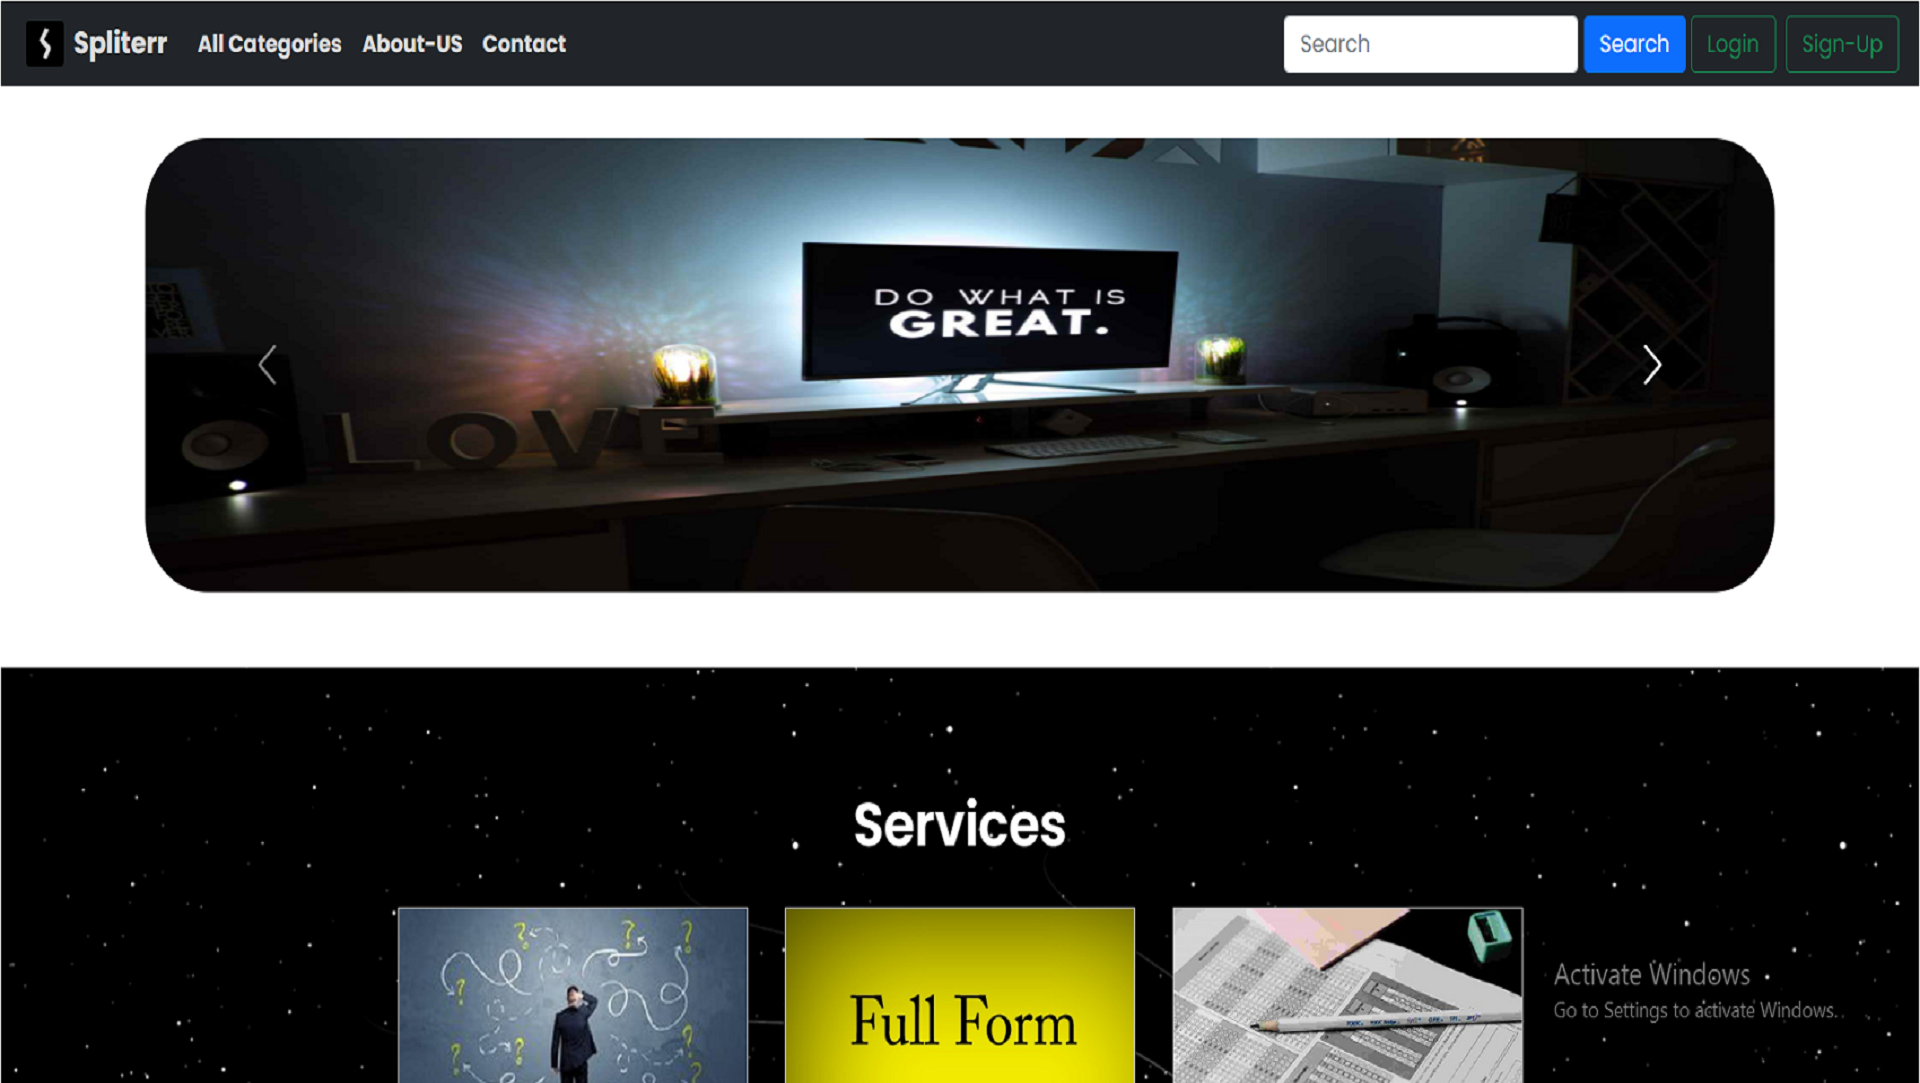 Spliterr All Categories About-US Contact Search Search Login Sign-Up
DO WHAT IS
GREAT.
LOVE
Services
? ? ?
?
? ? ?
?
Full Form
Activate Windows
Go to Settings to activate Windows.